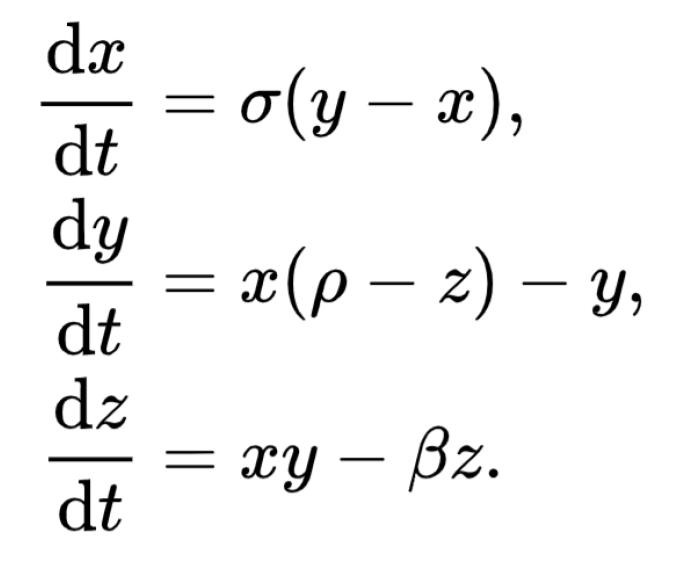 dx/dt = σ(y − x),
dy/dt = x(ρ − z) − y,
dz/dt = xy − βz.